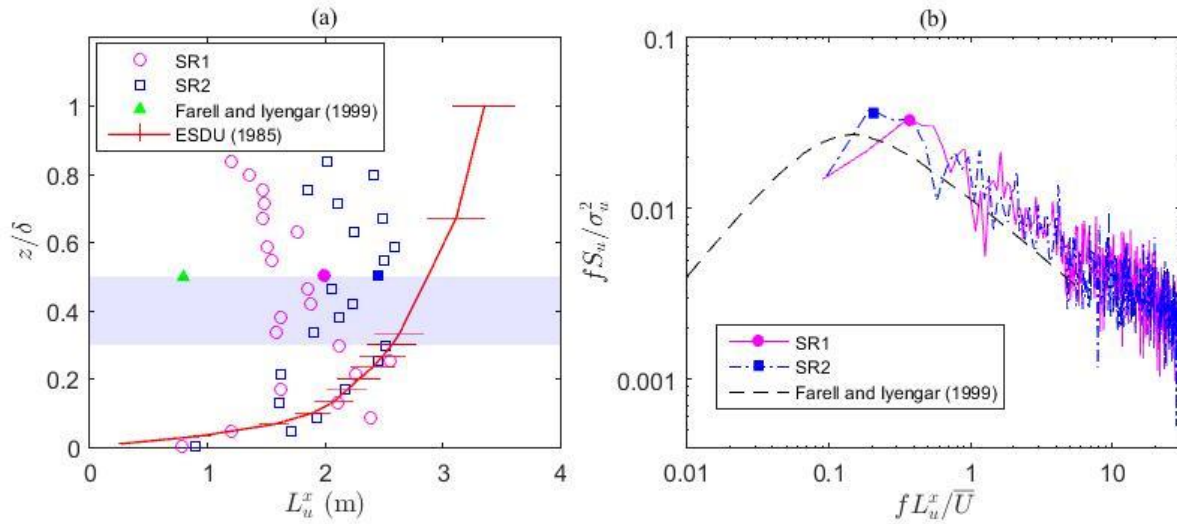 (a)
SR1
SR2
Farell and Iyengar (1999)
ESDU (1985)
1
0.8
0.6
0.4
0.2
0
z/δ
0 1 2 3 4
L_u^x (m)
(b)
0.1
0.01
0.001
fS_u/σ_u^2
SR1
SR2
Farell and Iyengar (1999)
0.01 0.1 1 10
fL_u^x/U̅